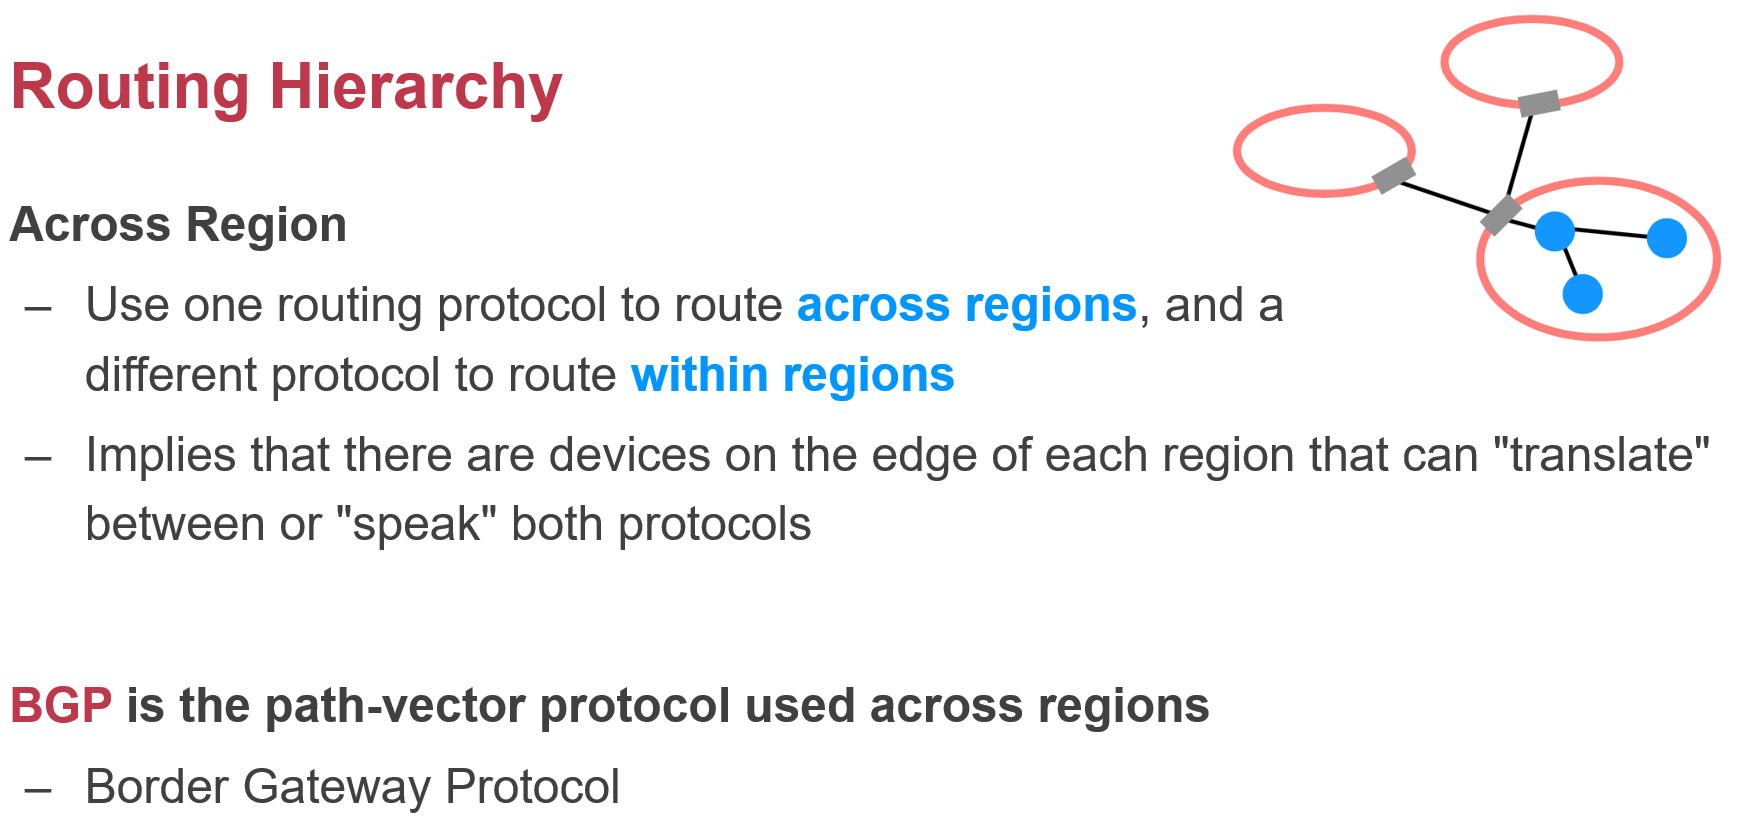 Routing Hierarchy
Across Region
– Use one routing protocol to route across regions, and a
different protocol to route within regions
– Implies that there are devices on the edge of each region that can "translate"
between or "speak" both protocols
BGP is the path-vector protocol used across regions
– Border Gateway Protocol